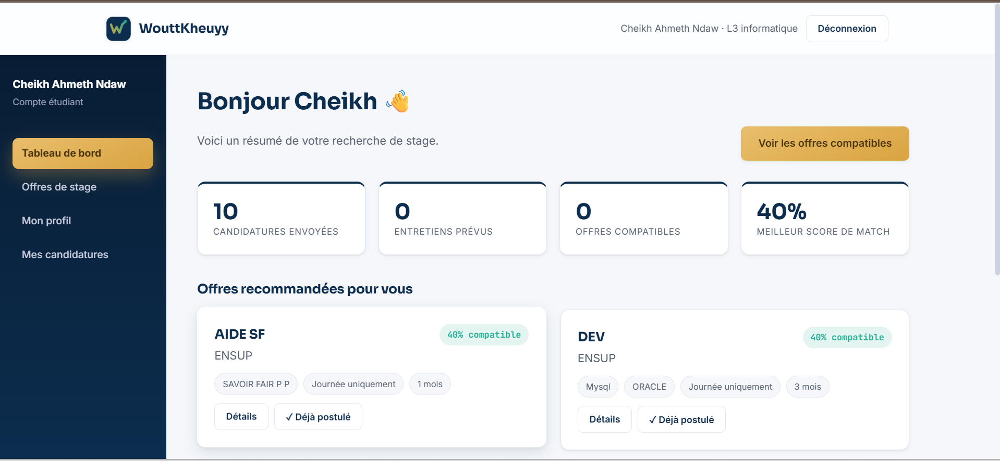 WouttKheuyy
Cheikh Ahmeth Ndaw · L3 informatique
Déconnexion
Cheikh Ahmeth Ndaw
Compte étudiant
Tableau de bord
Offres de stage
Mon profil
Mes candidatures
Bonjour Cheikh 👋
Voici un résumé de votre recherche de stage.
Voir les offres compatibles
10
CANDIDATURES ENVOYÉES
0
ENTRETIENS PRÉVUS
0
OFFRES COMPATIBLES
40%
MEILLEUR SCORE DE MATCH
Offres recommandées pour vous
AIDE SF
40% compatible
ENSUP
SAVOIR FAIR P P
Journée uniquement
1 mois
Détails
✓ Déjà postulé
DEV
40% compatible
ENSUP
Mysql
ORACLE
Journée uniquement
3 mois
Détails
✓ Déjà postulé